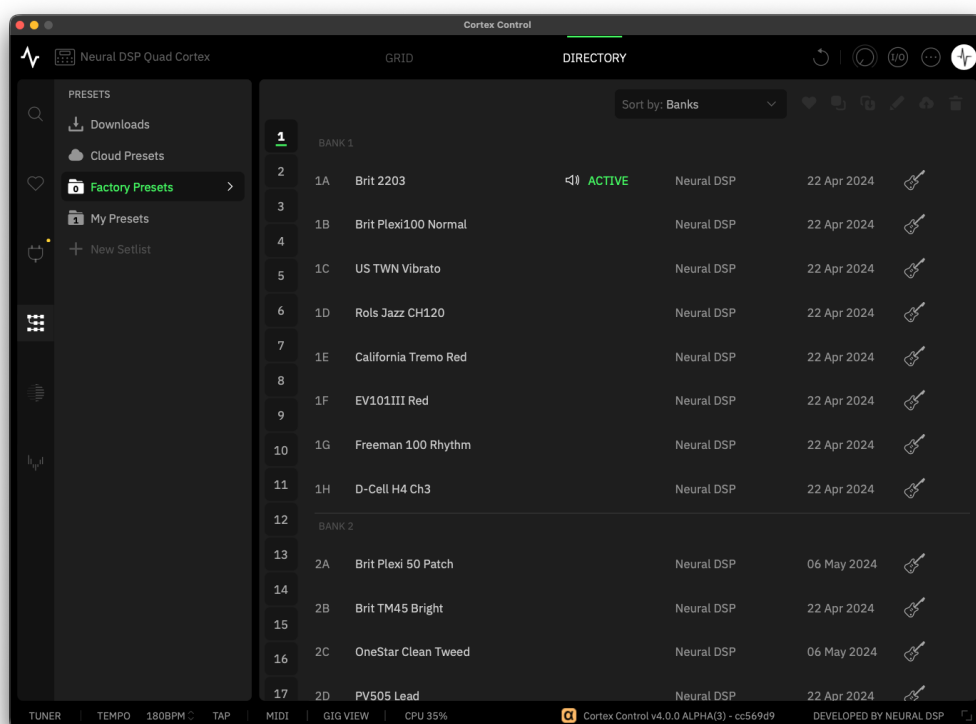 Cortex Control
Neural DSP Quad Cortex
GRID
DIRECTORY
I/O
PRESETS
Downloads
Cloud Presets
0 Factory Presets
1 My Presets
New Setlist
Sort by: Banks
1
2
3
4
5
6
7
8
9
10
11
12
13
14
15
16
17
BANK 1
1A Brit 2203 ACTIVE Neural DSP 22 Apr 2024
1B Brit Plexi100 Normal Neural DSP 22 Apr 2024
1C US TWN Vibrato Neural DSP 22 Apr 2024
1D Rols Jazz CH120 Neural DSP 22 Apr 2024
1E California Tremo Red Neural DSP 22 Apr 2024
1F EV101III Red Neural DSP 22 Apr 2024
1G Freeman 100 Rhythm Neural DSP 22 Apr 2024
1H D-Cell H4 Ch3 Neural DSP 22 Apr 2024
BANK 2
2A Brit Plexi 50 Patch Neural DSP 06 May 2024
2B Brit TM45 Bright Neural DSP 22 Apr 2024
2C OneStar Clean Tweed Neural DSP 06 May 2024
2D PV505 Lead Neural DSP 22 Apr 2024
TUNER TEMPO 180BPM TAP MIDI GIG VIEW CPU 35% α Cortex Control v4.0.0 ALPHA(3) - cc569d9 DEVELOPED BY NEURAL DSP